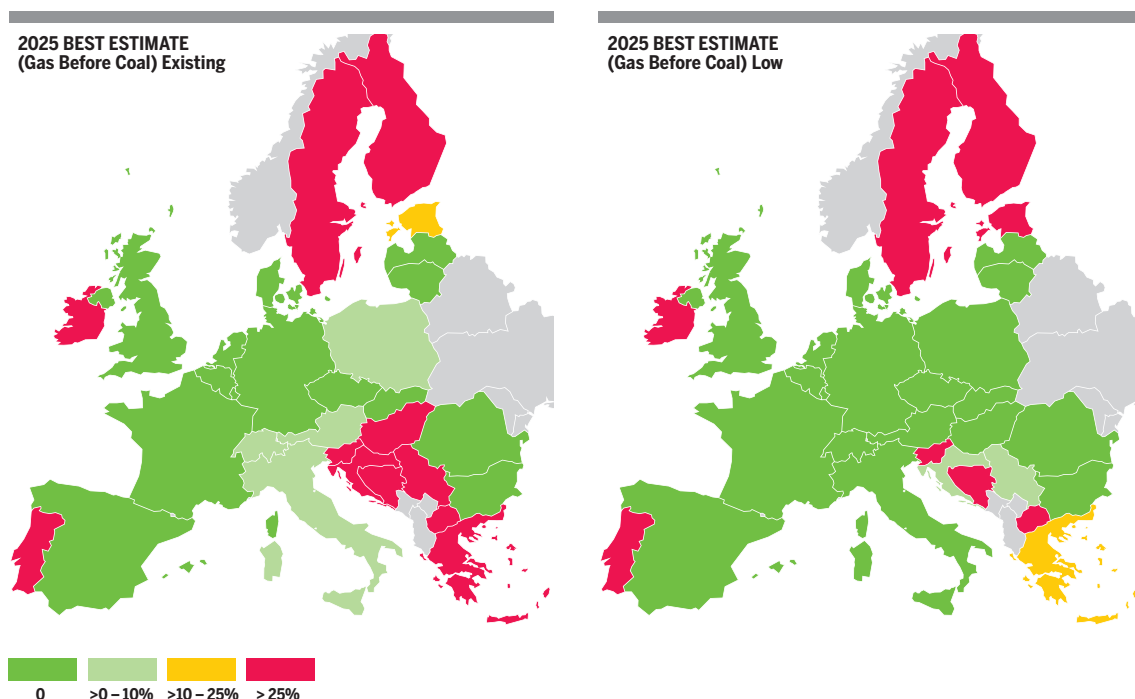 2025 BEST ESTIMATE
(Gas Before Coal) Existing
2025 BEST ESTIMATE
(Gas Before Coal) Low
0
>0 – 10%
>10 – 25%
> 25%